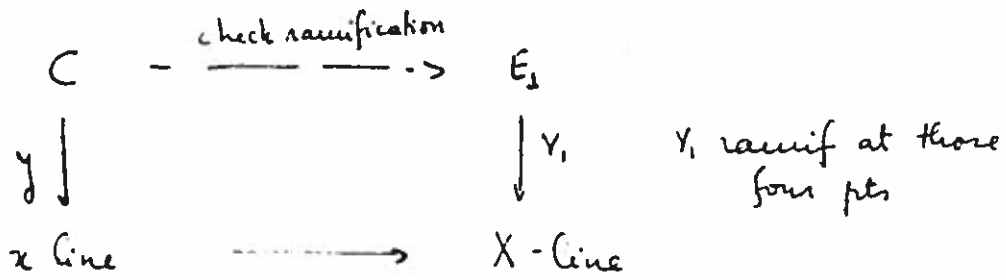 check ramification
C E₁
y Y₁ Y₁ ramif at those
four pts
x line X-line